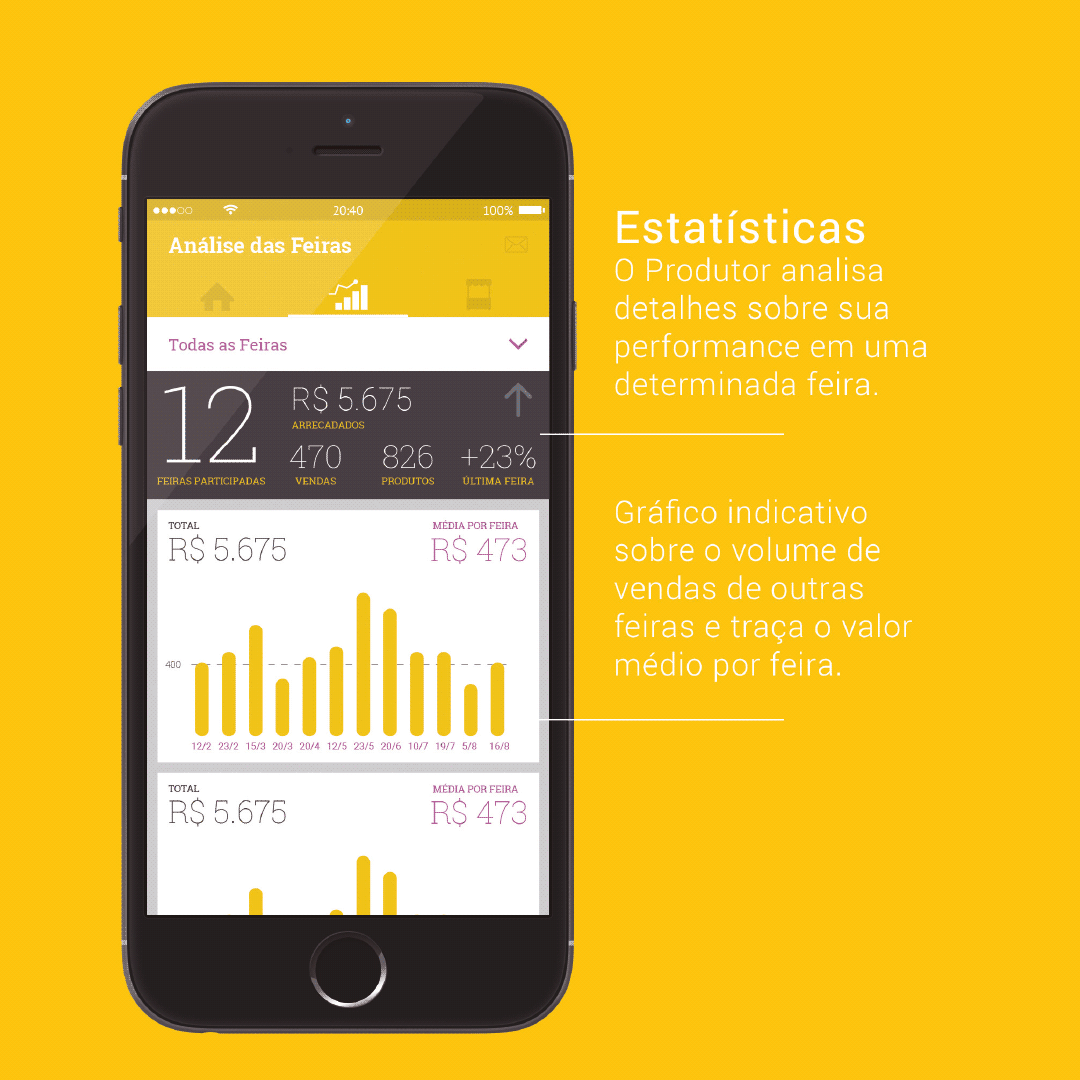 20:40
100%
Análise das Feiras
Todas as Feiras
12
FEIRAS PARTICIPADAS
R$ 5.675
ARRECADADOS
470
VENDAS
826
PRODUTOS
+23%
ÚLTIMA FEIRA
TOTAL
R$ 5.675
MÉDIA POR FEIRA
R$ 473
400
12/2 23/2 15/3 20/3 20/4 12/5 23/5 20/6 10/7 19/7 5/8 16/8
TOTAL
R$ 5.675
MÉDIA POR FEIRA
R$ 473
Estatísticas
O Produtor analisa
detalhes sobre sua
performance em uma
determinada feira.
Gráfico indicativo
sobre o volume de
vendas de outras
feiras e traça o valor
médio por feira.